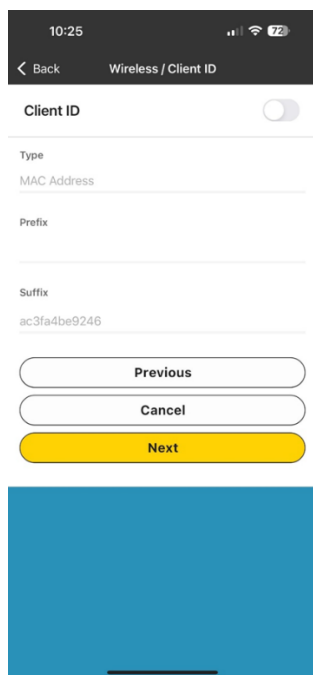 10:25
72
Back
Wireless / Client ID
Client ID
Type
MAC Address
Prefix
Suffix
ac3fa4be9246
Previous
Cancel
Next